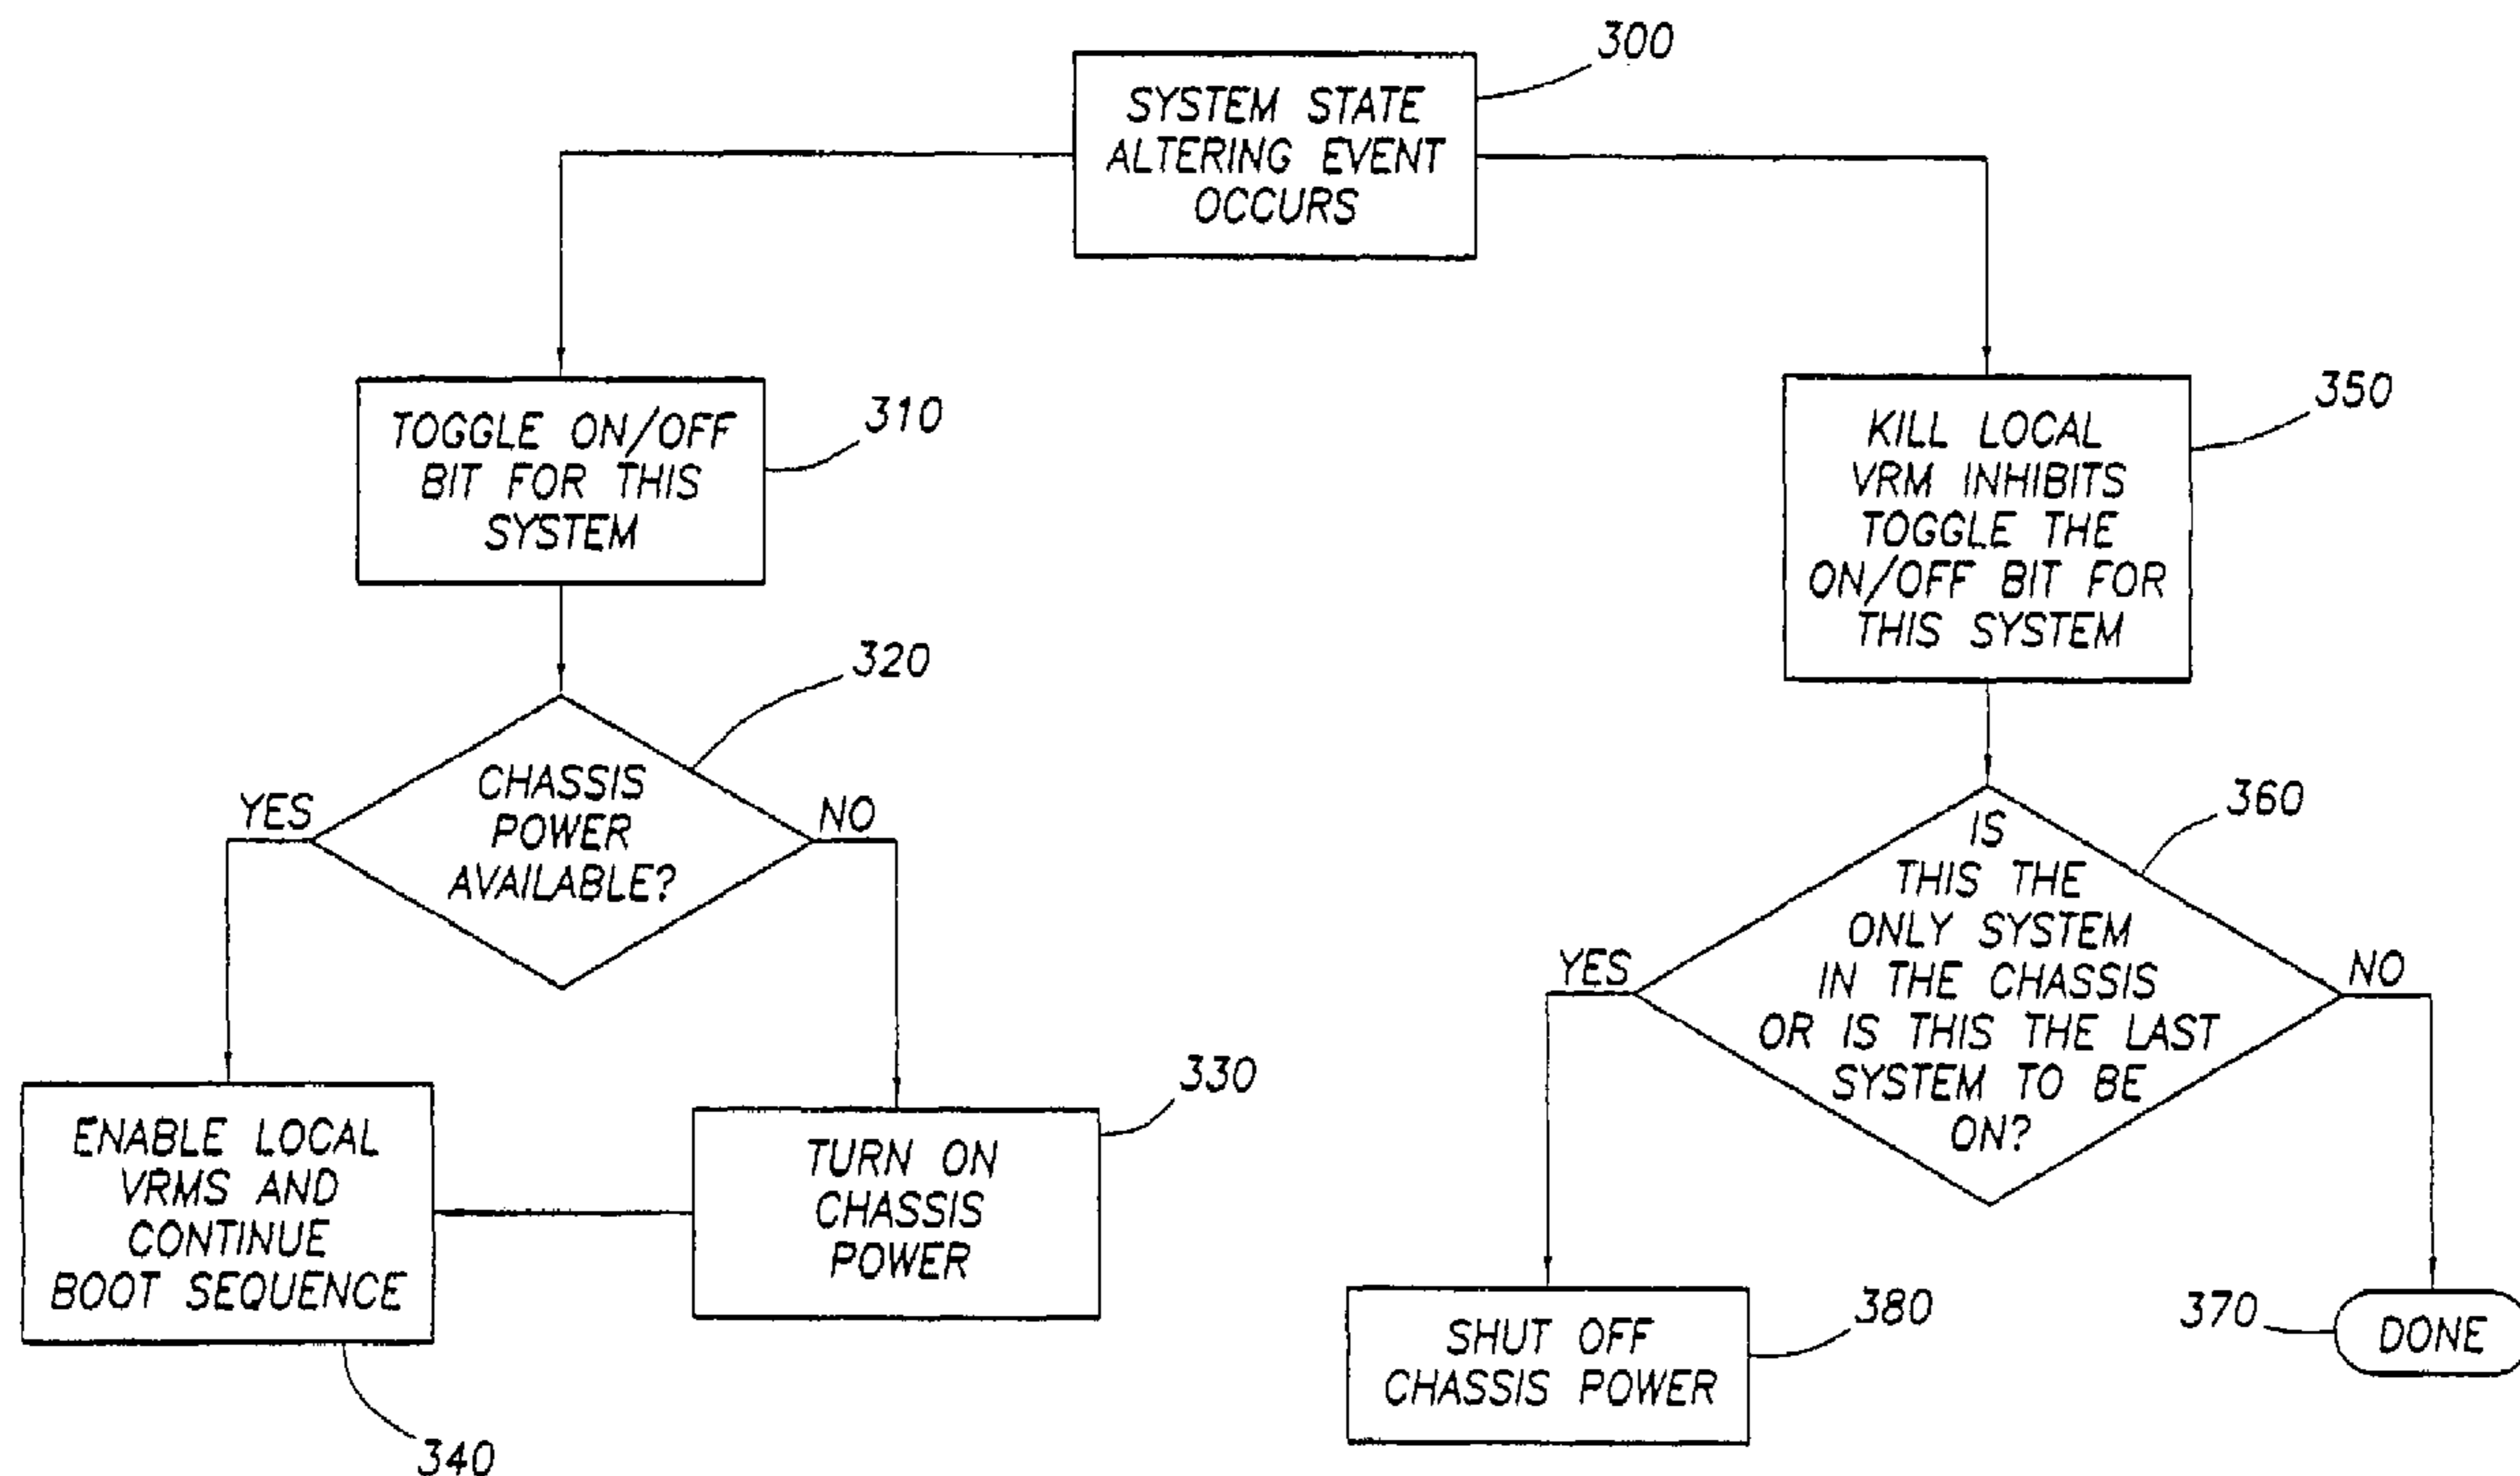 300
SYSTEM STATE
ALTERING EVENT
OCCURS
310
TOGGLE ON/OFF
BIT FOR THIS
SYSTEM
320
CHASSIS
POWER
AVAILABLE?
YES
NO
330
TURN ON
CHASSIS
POWER
ENABLE LOCAL
VRMS AND
CONTINUE
BOOT SEQUENCE
340
350
KILL LOCAL
VRM INHIBITS
TOGGLE THE
ON/OFF BIT FOR
THIS SYSTEM
360
IS
THIS THE
ONLY SYSTEM
IN THE CHASSIS
OR IS THIS THE LAST
SYSTEM TO BE
ON?
YES
NO
380
SHUT OFF
CHASSIS POWER
370
DONE